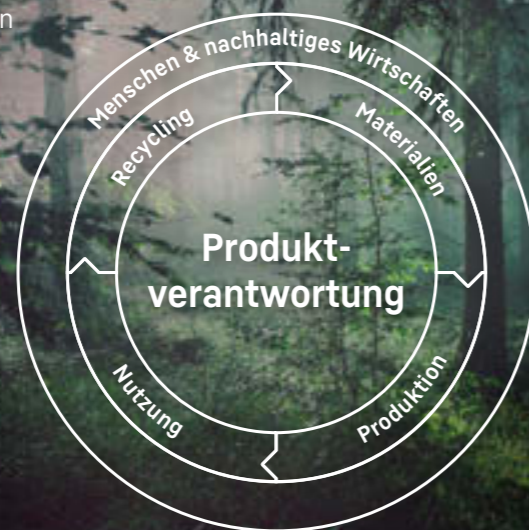 n
Menschen & nachhaltiges Wirtschaften
Recycling
Materialien
Produkt-
verantwortung
Nutzung
Produktion